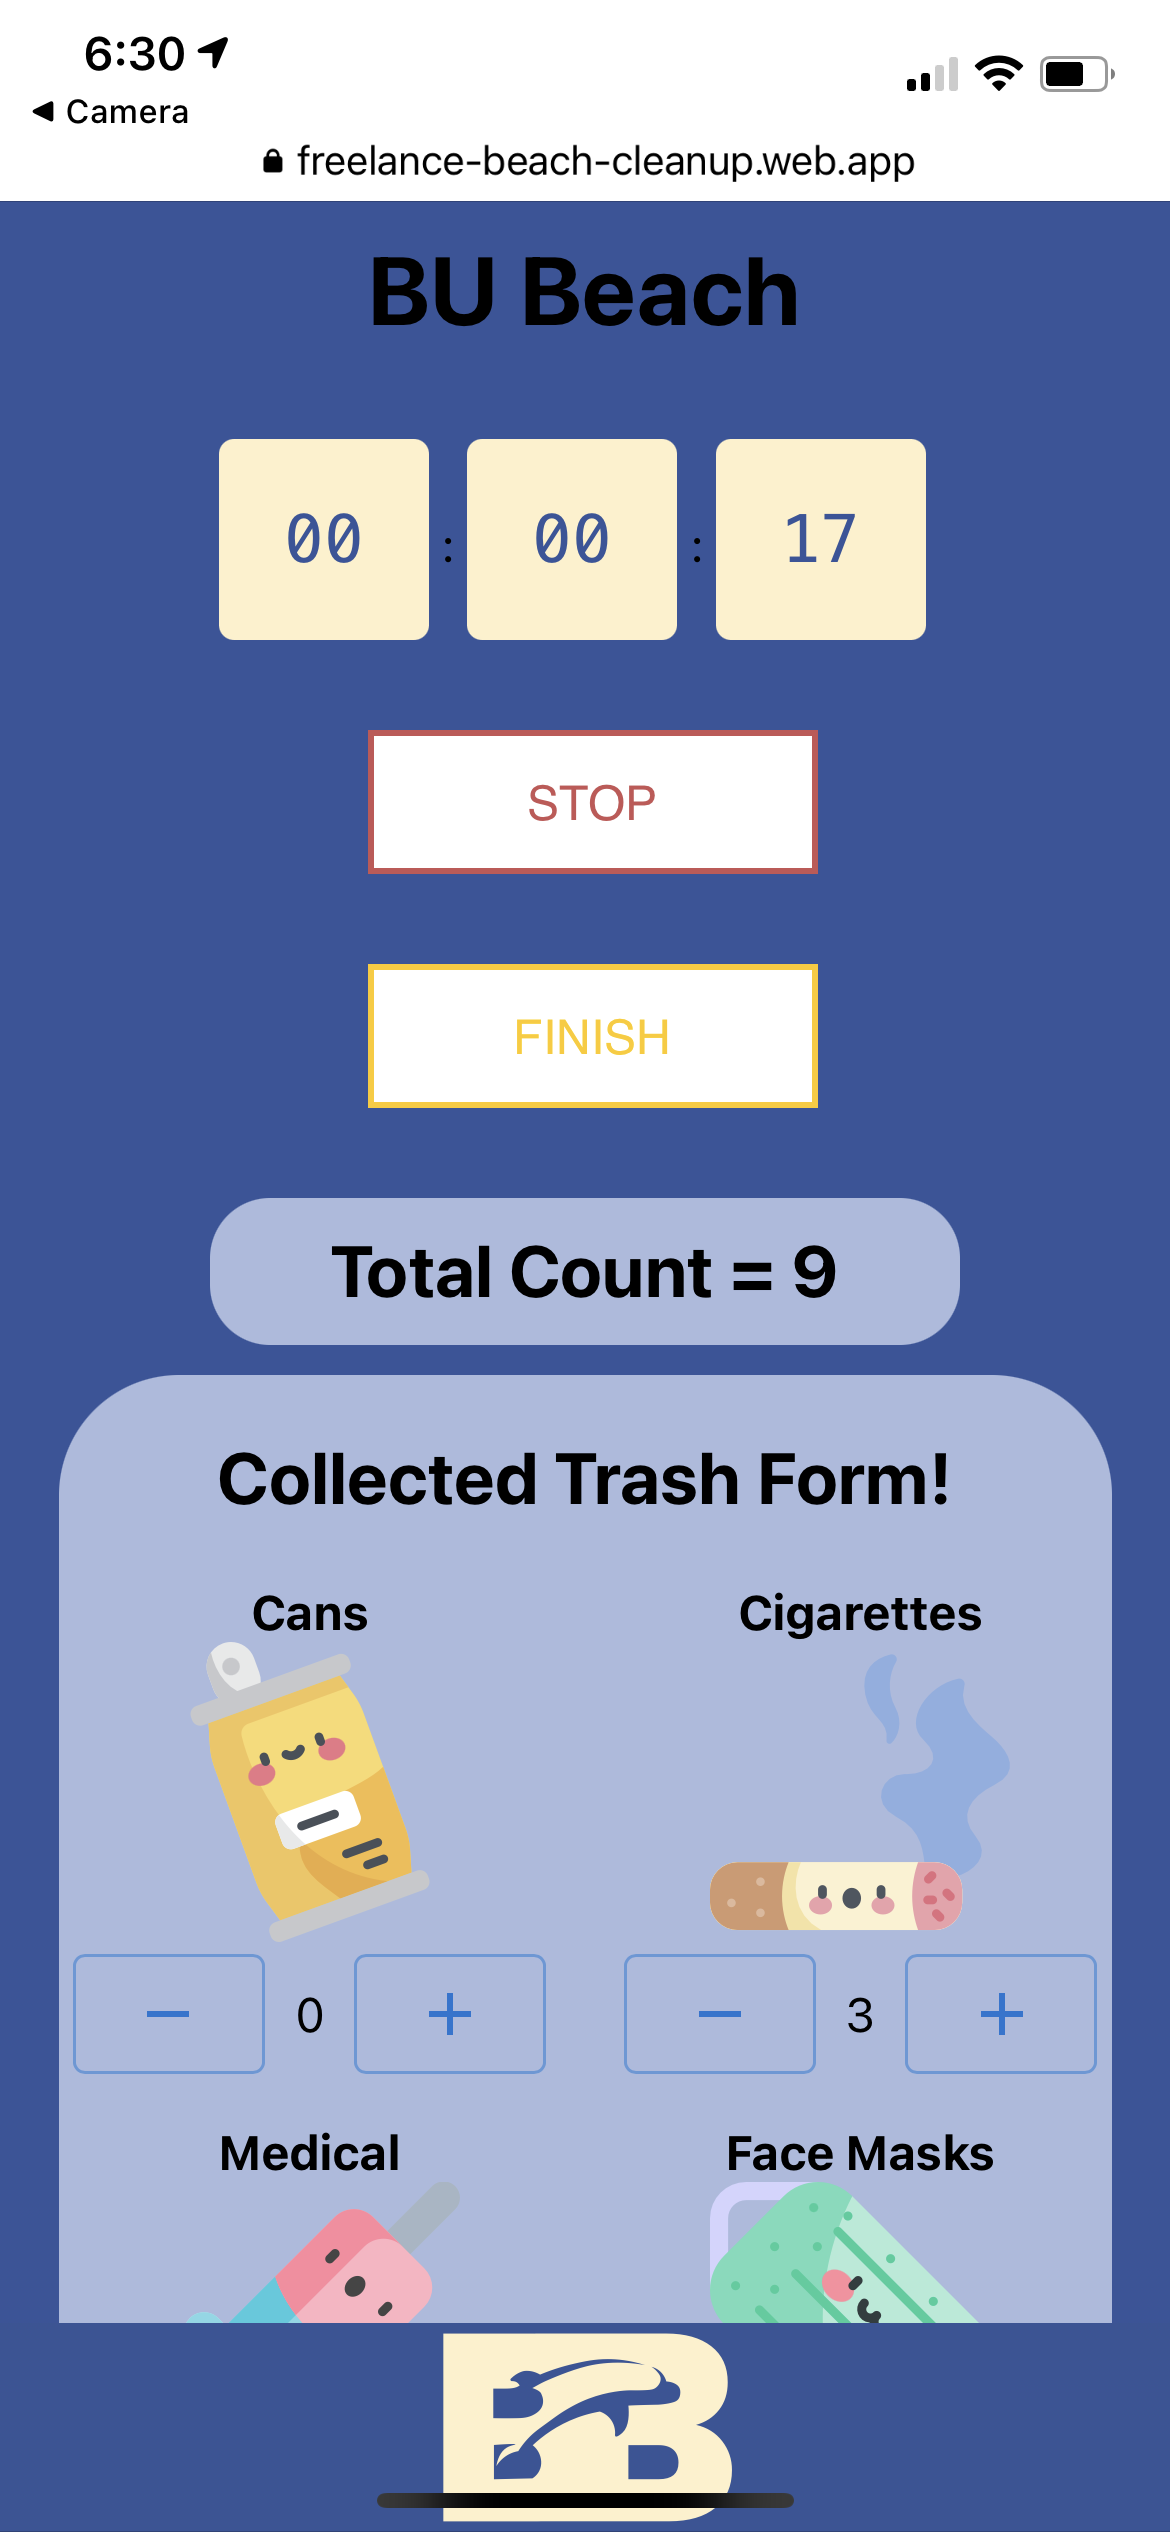 6:30
Camera
freelance-beach-cleanup.web.app
BU Beach
00 : 00 : 17
STOP
FINISH
Total Count = 9
Collected Trash Form!
Cans Cigarettes
− 0 + − 3 +
Medical Face Masks
B